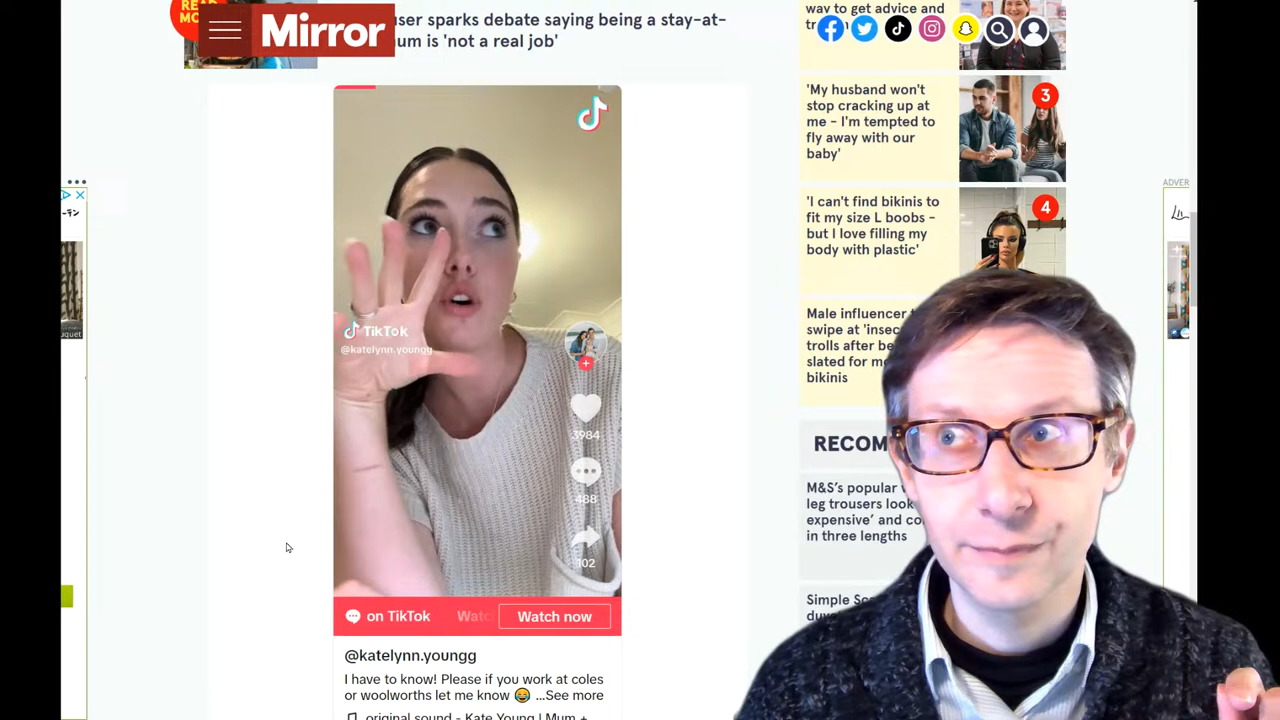 READ
MO
Mirror
user sparks debate saying being a stay-at-
um is 'not a real job'
TikTok
@katelynn.youngg
3984
488
102
on TikTok
Watc
Watch now
@katelynn.youngg
I have to know! Please if you work at coles
or woolworths let me know 😂 ...See more
original sound - Kate Young | Mum +
way to get advice and
'My husband won't
stop cracking up at
me - I'm tempted to
fly away with our
baby'
3
'I can't find bikinis to
fit my size L boobs -
but I love filling my
body with plastic'
4
Male influencer
swipe at 'insec
trolls after be
slated for
bikinis
RECOM
M&S's popular
leg trousers look
expensive' and co
in three lengths
Simple Sc
ADVER
uquet